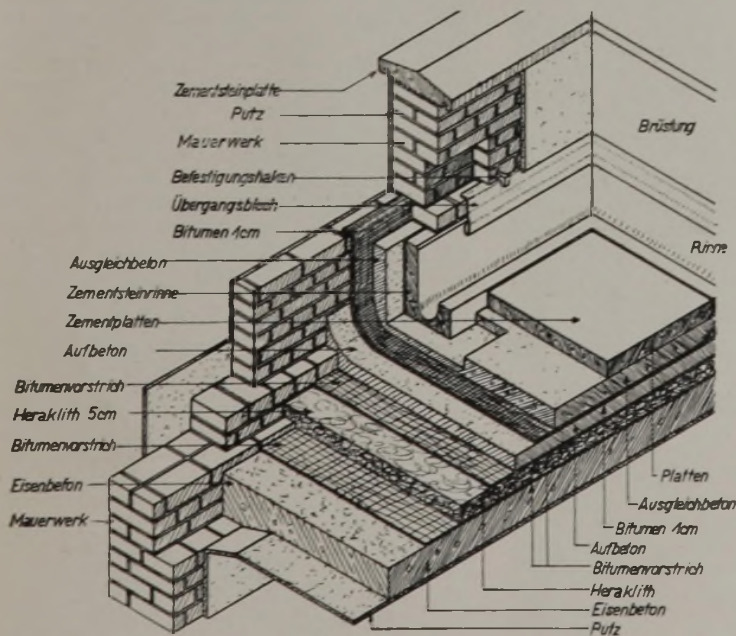 Zementsteinplatte
Putz
Mauerwerk
Befestigungshaken
Übergangsblech
Bitumen 1cm
Ausgleichbeton
Zementsteinrinne
Zementplatten
Aufbeton
Bitumenvorstrich
Heraklith 5cm
Bitumenvorstrich
Eisenbeton
Mauerwerk
Brüstung
Rinne
Platten
Ausgleichbeton
Bitumen 1cm
Aufbeton
Bitumenvorstrich
Heraklith
Eisenbeton
Putz